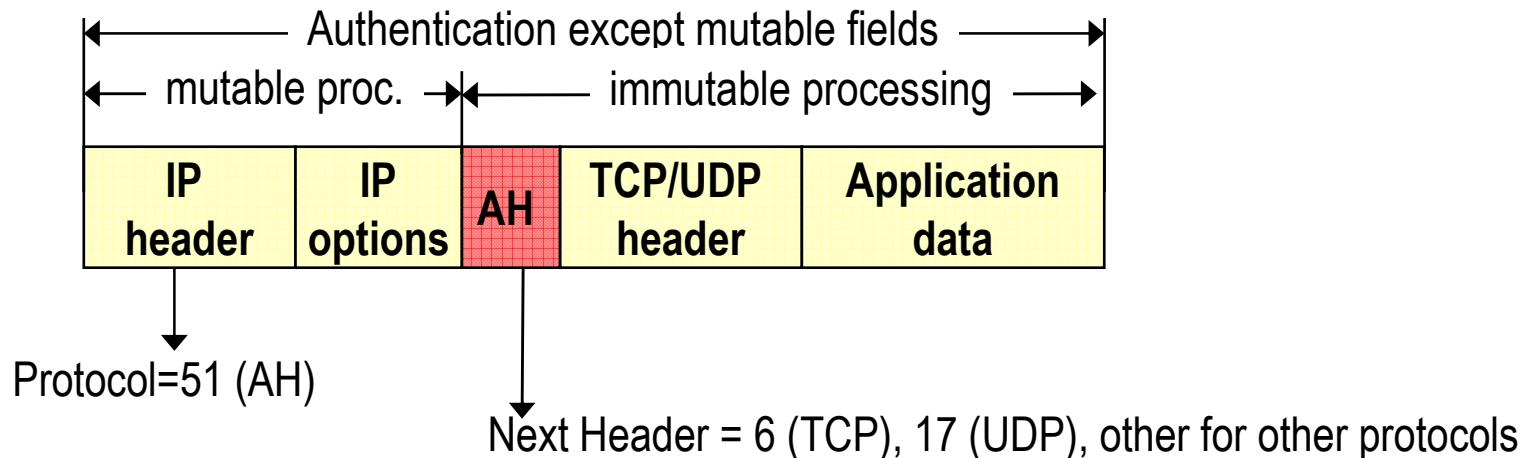 Authentication except mutable fields
mutable proc. immutable processing
IP IP AH TCP/UDP Application
header options header data
Protocol=51 (AH)
Next Header = 6 (TCP), 17 (UDP), other for other protocols